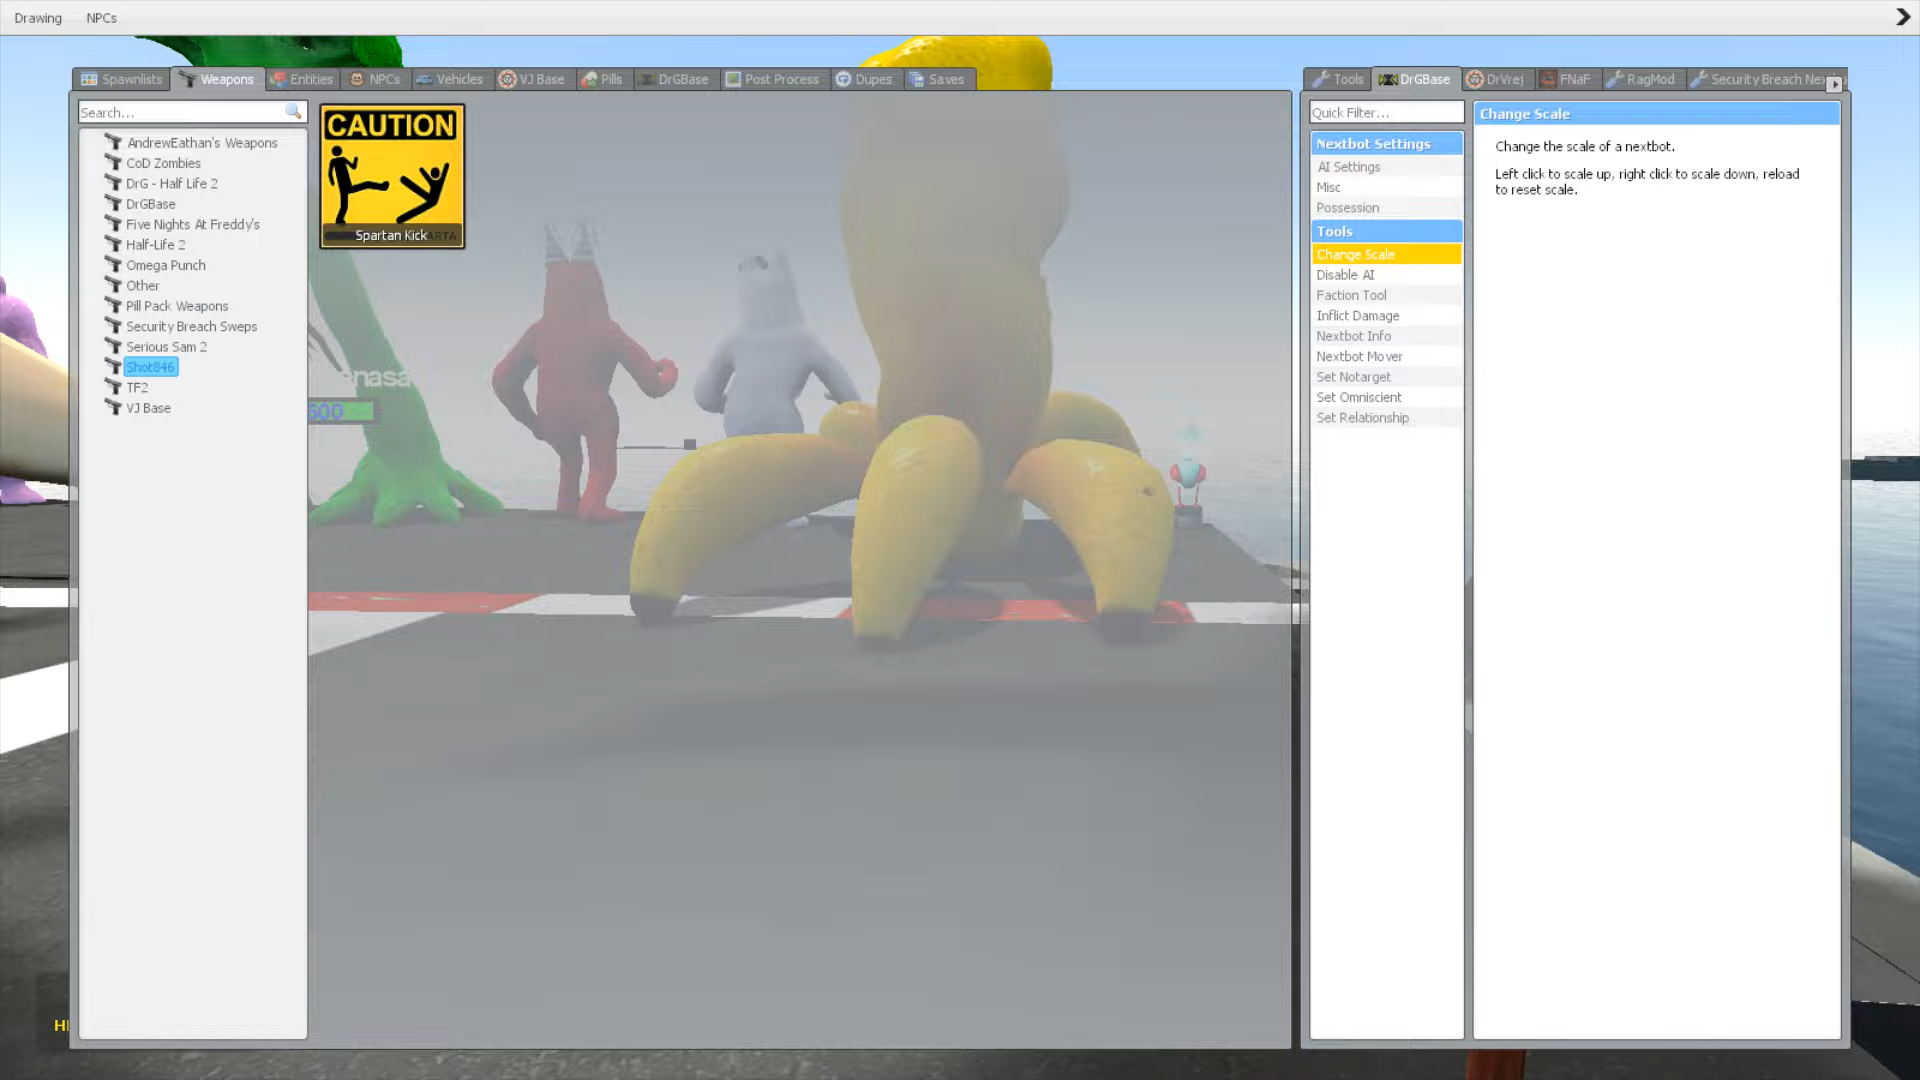 Drawing NPCs
Spawnlists Weapons Entities NPCs Vehicles VJ Base Pills DrGBase Post Process Dupes Saves
Tools DrGBase DrVrej FNaF RagMod Security Breach Nex
Search...
AndrewEathan's Weapons
CoD Zombies
DrG - Half Life 2
DrGBase
Five Nights At Freddy's
Half-Life 2
Omega Punch
Other
Pill Pack Weapons
Security Breach Sweps
Serious Sam 2
Shot846
TF2
VJ Base
CAUTION
Spartan Kick
anasa
600
Quick Filter...
Nextbot Settings
AI Settings
Misc
Possession
Tools
Change Scale
Disable AI
Faction Tool
Inflict Damage
Nextbot Info
Nextbot Mover
Set Notarget
Set Omniscient
Set Relationship
Change Scale
Change the scale of a nextbot.
Left click to scale up, right click to scale down, reload
to reset scale.